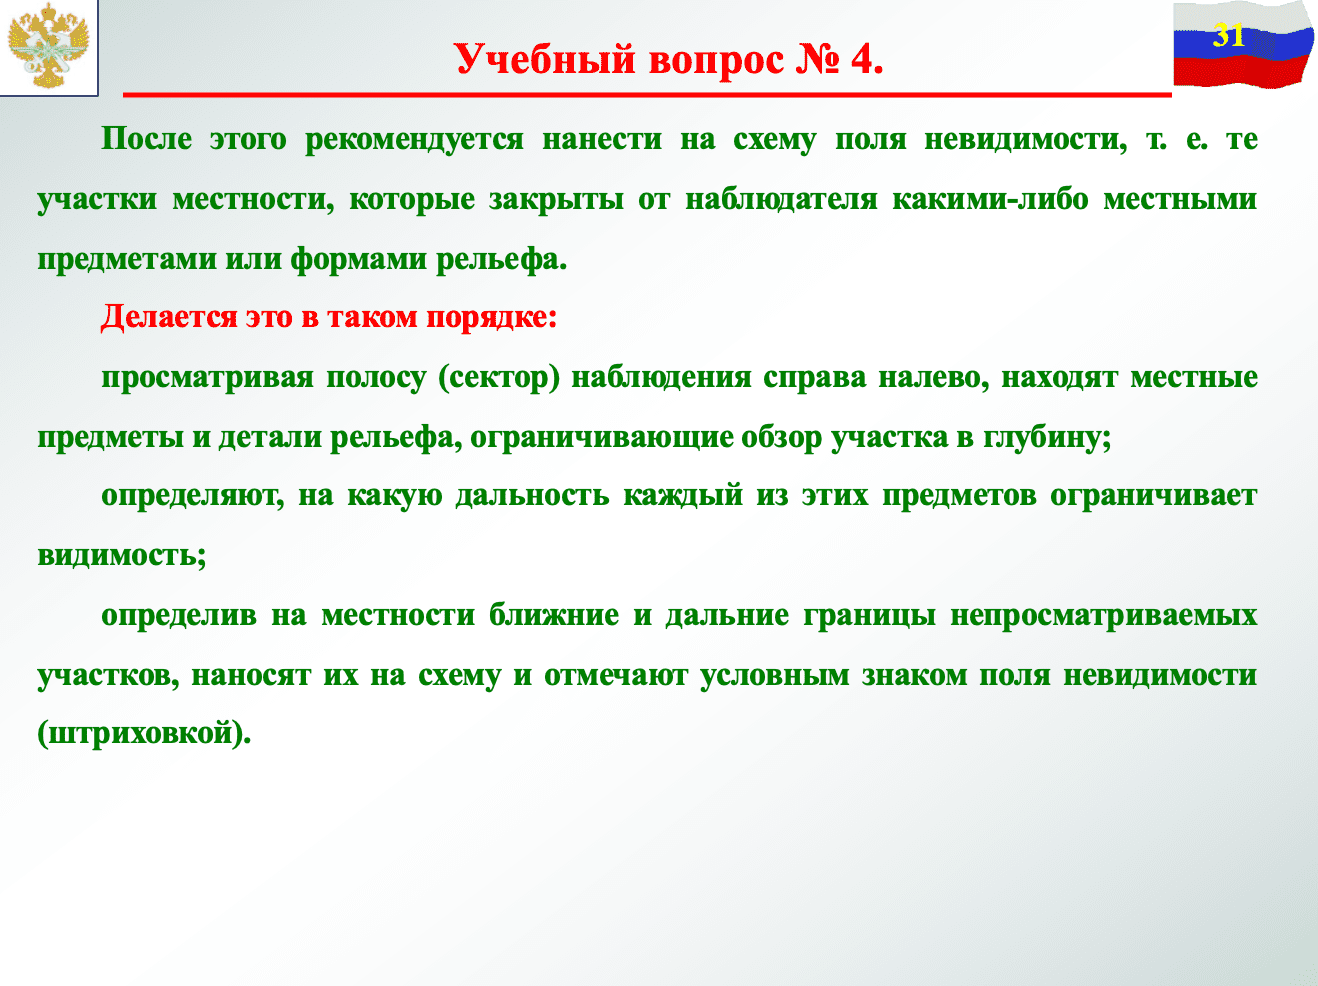 31
Учебный вопрос № 4.
После этого рекомендуется нанести на схему поля невидимости, т. е. те
участки местности, которые закрыты от наблюдателя какими-либо местными
предметами или формами рельефа.
Делается это в таком порядке:
просматривая полосу (сектор) наблюдения справа налево, находят местные
предметы и детали рельефа, ограничивающие обзор участка в глубину;
определяют, на какую дальность каждый из этих предметов ограничивает
видимость;
определив на местности ближние и дальние границы непросматриваемых
участков, наносят их на схему и отмечают условным знаком поля невидимости
(штриховкой).